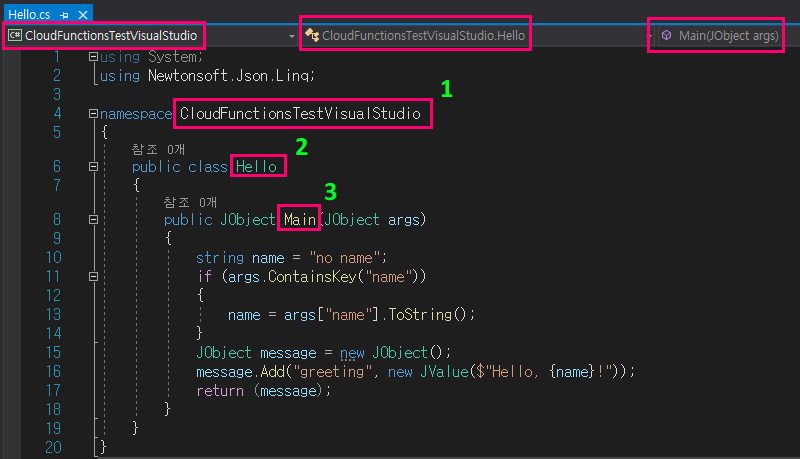 Hello.cs
C# CloudFunctionsTestVisualStudio
CloudFunctionsTestVisualStudio.Hello
Main(JObject args)
1 using System;
2 using Newtonsoft.Json.Linq;
3
1
4 namespace CloudFunctionsTestVisualStudio
5 {
참조 0개
2
6 public class Hello
7 {
참조 0개
3
8 public JObject Main(JObject args)
9 {
10 string name = "no name";
11 if (args.ContainsKey("name"))
12 {
13 name = args["name"].ToString();
14 }
15 JObject message = new JObject();
16 message.Add("greeting", new JValue($"Hello, {name}!"));
17 return (message);
18 }
19 }
20 }